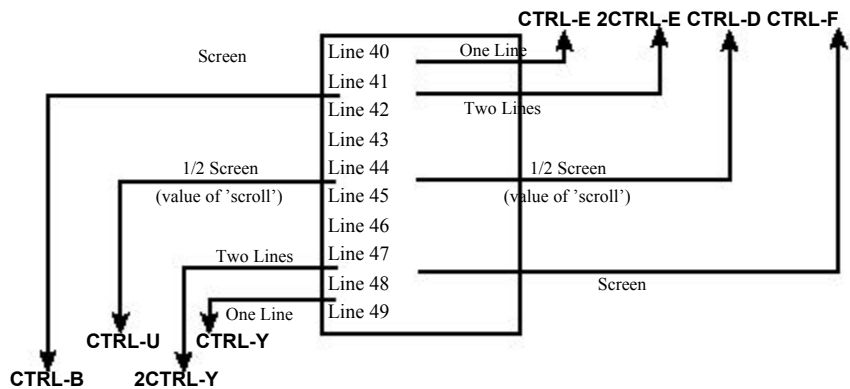 CTRL-E 2CTRL-E CTRL-D CTRL-F
Screen
Line 40
One Line
Line 41
Two Lines
Line 42
Line 43
1/2 Screen
Line 44
1/2 Screen
(value of ’scroll’)
Line 45
(value of ’scroll’)
Line 46
Two Lines
Line 47
Line 48
Screen
One Line
Line 49
CTRL-U
CTRL-Y
CTRL-B
2CTRL-Y